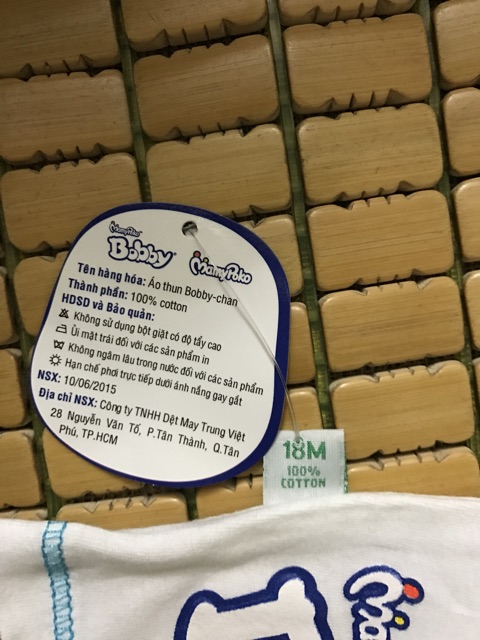 MamyPoko
Bobby
MamyPoko
Tên hàng hóa: Áo thun Bobby-chan
Thành phần: 100% cotton
HDSD và Bảo quản:
Không sử dụng bột giặt có độ tẩy cao
Ủi mặt trái đối với các sản phẩm in
Không ngâm lâu trong nước đối với các sản phẩm
Hạn chế phơi trực tiếp dưới ánh nắng gay gắt
NSX: 10/06/2015
Địa chỉ NSX: Công ty TNHH Dệt May Trung Việt
28 Nguyễn Văn Tố, P.Tân Thành, Q.Tân
Phú, TP.HCM
18M
100%
COTTON